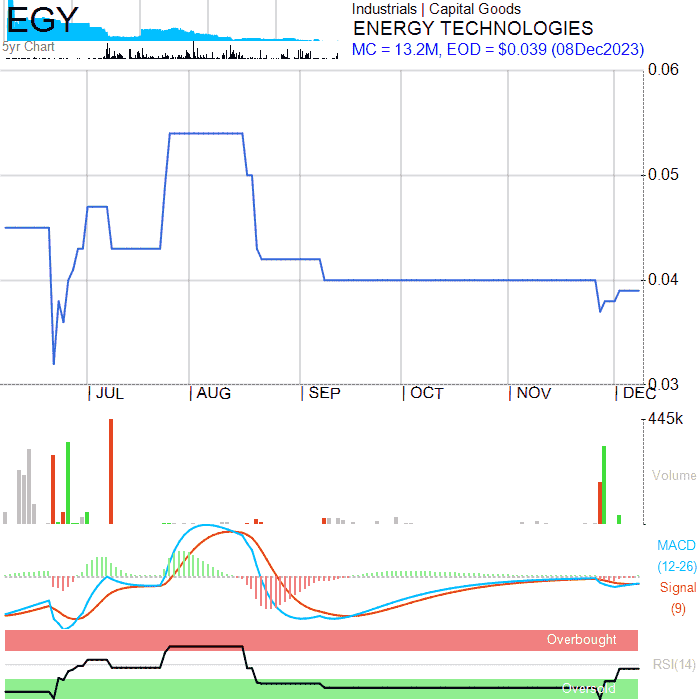 EGY
5yr Chart
Industrials | Capital Goods
ENERGY TECHNOLOGIES
MC = 13.2M, EOD = $0.039 (08Dec2023)
0.06
0.05
0.04
0.03
JUL AUG SEP OCT NOV DEC
445k
Volume
MACD
(12-26)
Signal
(9)
Overbought
RSI(14)
Oversold